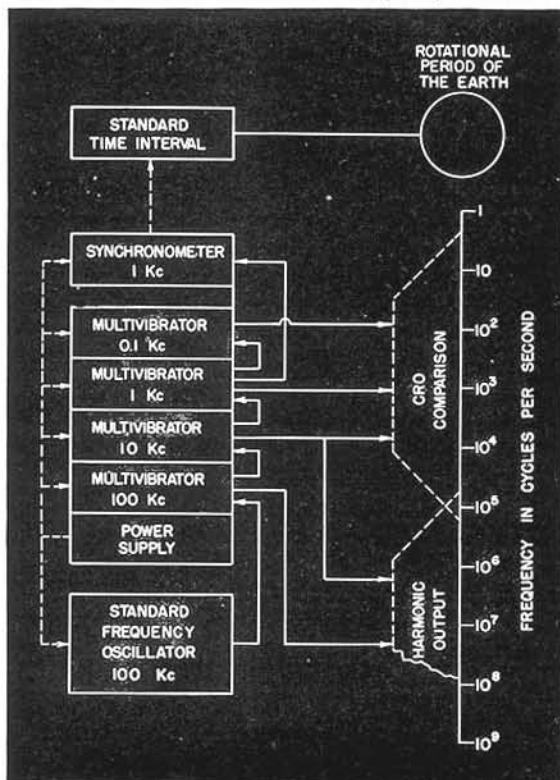 ROTATIONAL
PERIOD OF
THE EARTH
STANDARD
TIME INTERVAL
SYNCHRONOMETER
1 Kc
MULTIVIBRATOR
0.1 Kc
MULTIVIBRATOR
1 Kc
MULTIVIBRATOR
10 Kc
MULTIVIBRATOR
100 Kc
POWER
SUPPLY
STANDARD
FREQUENCY
OSCILLATOR
100 Kc
CRO
COMPARISON
HARMONIC
OUTPUT
1
10
10²
10³
10⁴
10⁵
10⁶
10⁷
10⁸
10⁹
FREQUENCY IN CYCLES PER SECOND